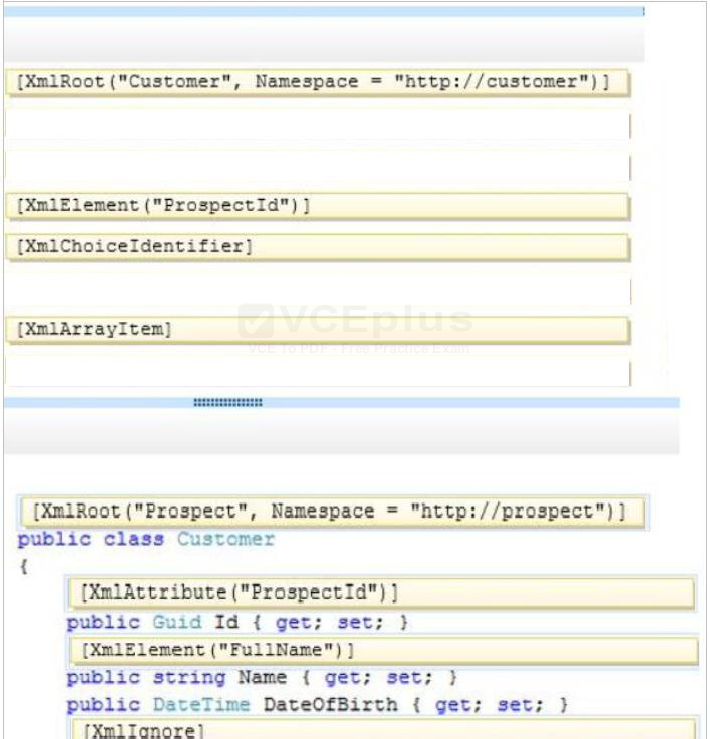 [XmlRoot("Customer", Namespace = "http://customer")]
[XmlElement("ProspectId")]
[XmlChoiceIdentifier]
VCEplus
VCE To PDF - Free Practice Exam
[XmlArrayItem]
[XmlRoot("Prospect", Namespace = "http://prospect")]
public class Customer
{
[XmlAttribute("ProspectId")]
public Guid Id { get; set; }
[XmlElement("FullName")]
public string Name { get; set; }
public DateTime DateOfBirth { get; set; }
[XmlIgnore]